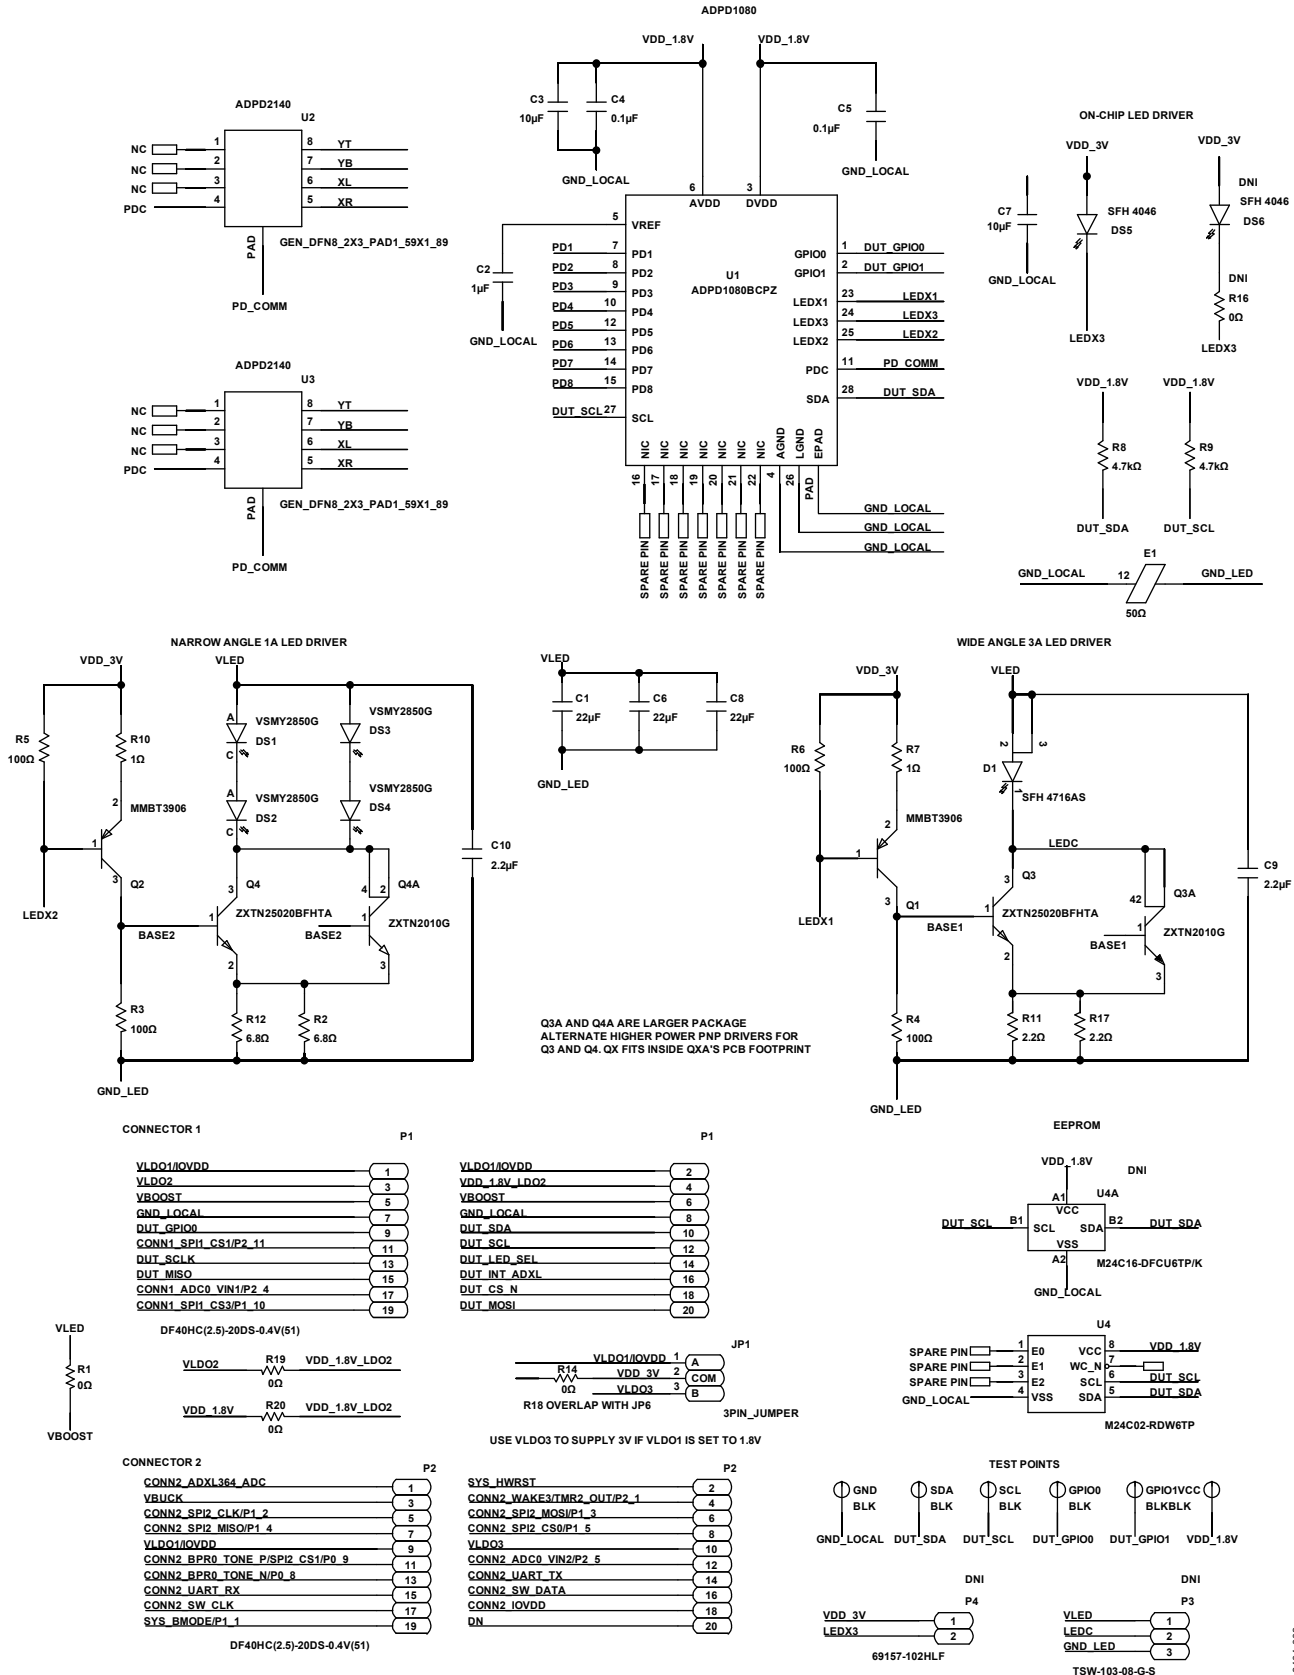 ADPD1080
VDD_1.8V
VDD_1.8V
C3
10µF
C4
0.1µF
C5
0.1µF
GND_LOCAL
GND_LOCAL
ADPD2140
U2
NC 1 8 YT
NC 2 7 YB
NC 3 6 XL
PDC 4 5 XR
PAD
GEN_DFN8_2X3_PAD1_59X1_89
PD_COMM
ADPD2140
U3
NC 1 8 YT
NC 2 7 YB
NC 3 6 XL
PDC 4 5 XR
PAD
GEN_DFN8_2X3_PAD1_59X1_89
PD_COMM
6 3
AVDD DVDD
5 VREF
C2
1µF
GND_LOCAL
PD1 7 PD1
PD2 8 PD2
PD3 9 PD3
PD4 10 PD4
PD5 12 PD5
PD6 13 PD6
PD7 14 PD7
PD8 15 PD8
DUT_SCL 27 SCL
U1
ADPD1080BCPZ
GPIO0 1 DUT_GPIO0
GPIO1 2 DUT_GPIO1
LEDX1 23 LEDX1
LEDX3 24 LEDX3
LEDX2 25 LEDX2
PDC 11 PD_COMM
SDA 28 DUT_SDA
NIC NIC NIC NIC NIC NIC NIC AGND LGND EPAD
16 17 18 19 20 21 22 4 26 PAD
SPARE PIN SPARE PIN SPARE PIN SPARE PIN SPARE PIN SPARE PIN SPARE PIN
GND_LOCAL
GND_LOCAL
GND_LOCAL
ON-CHIP LED DRIVER
VDD_3V
VDD_3V
C7
10µF
GND_LOCAL
SFH 4046
DS5
LEDX3
DNI
SFH 4046
DS6
DNI
R16
0Ω
LEDX3
VDD_1.8V
R8
4.7kΩ
DUT_SDA
VDD_1.8V
R9
4.7kΩ
DUT_SCL
E1
GND_LOCAL 12 GND_LED
50Ω
NARROW ANGLE 1A LED DRIVER
VDD_3V
VLED
R5
100Ω
R10
1Ω
A
VSMY2850G
DS1
C
VSMY2850G
DS3
A
VSMY2850G
DS2
C
VSMY2850G
DS4
2
MMBT3906
1
3
Q2
LEDX2
C10
2.2µF
3
Q4
1
ZXTN25020BFHTA
2
BASE2
BASE2
4 2
Q4A
1
ZXTN2010G
3
R3
100Ω
R12
6.8Ω
R2
6.8Ω
GND_LED
VLED
C1
22µF
C6
22µF
C8
22µF
GND_LED
Q3A AND Q4A ARE LARGER PACKAGE
ALTERNATE HIGHER POWER PNP DRIVERS FOR
Q3 AND Q4. QX FITS INSIDE QXA'S PCB FOOTPRINT
WIDE ANGLE 3A LED DRIVER
VDD_3V
VLED
R6
100Ω
R7
1Ω
2 3
D1
1
SFH 4716AS
2
MMBT3906
1
3
Q1
LEDX1
LEDC
C9
2.2µF
3
Q3
1
ZXTN25020BFHTA
2
BASE1
BASE1
42
Q3A
1
ZXTN2010G
3
R4
100Ω
R11
2.2Ω
R17
2.2Ω
GND_LED
CONNECTOR 1
P1
VLDO1/IOVDD 1
VLDO2 3
VBOOST 5
GND_LOCAL 7
DUT_GPIO0 9
CONN1_SPI1_CS1/P2_11 11
DUT_SCLK 13
DUT_MISO 15
CONN1_ADC0_VIN1/P2_4 17
CONN1_SPI1_CS3/P1_10 19
DF40HC(2.5)-20DS-0.4V(51)
P1
VLDO1/IOVDD 2
VDD_1.8V_LDO2 4
VBOOST 6
GND_LOCAL 8
DUT_SDA 10
DUT_SCL 12
DUT_LED_SEL 14
DUT_INT_ADXL 16
DUT_CS_N 18
DUT_MOSI 20
EEPROM
VDD_1.8V
DNI
A1
U4A
VCC
DUT_SCL B1 SCL SDA B2 DUT_SDA
VSS
A2
M24C16-DFCU6TP/K
GND_LOCAL
U4
SPARE PIN 1 E0 VCC 8 VDD_1.8V
SPARE PIN 2 E1 WC_N 7
SPARE PIN 3 E2 SCL 6 DUT_SCL
GND_LOCAL 4 VSS SDA 5 DUT_SDA
M24C02-RDW6TP
VLED
R1
0Ω
VBOOST
VLDO2 R19 VDD_1.8V_LDO2
0Ω
VDD_1.8V R20 VDD_1.8V_LDO2
0Ω
JP1
VLDO1/IOVDD 1 A
R14 VDD_3V 2 COM
0Ω VLDO3 3 B
R18 OVERLAP WITH JP6
3PIN_JUMPER
USE VLDO3 TO SUPPLY 3V IF VLDO1 IS SET TO 1.8V
CONNECTOR 2
P2
CONN2_ADXL364_ADC 1
VBUCK 3
CONN2_SPI2_CLK/P1_2 5
CONN2_SPI2_MISO/P1_4 7
VLDO1/IOVDD 9
CONN2_BPR0_TONE_P/SPI2_CS1/P0_9 11
CONN2_BPR0_TONE_N/P0_8 13
CONN2_UART_RX 15
CONN2_SW_CLK 17
SYS_BMODE/P1_1 19
DF40HC(2.5)-20DS-0.4V(51)
P2
SYS_HWRST 2
CONN2_WAKE3/TMR2_OUT/P2_1 4
CONN2_SPI2_MOSI/P1_3 6
CONN2_SPI2_CS0/P1_5 8
VLDO3 10
CONN2_ADC0_VIN2/P2_5 12
CONN2_UART_TX 14
CONN2_SW_DATA 16
CONN2_IOVDD 18
DN 20
TEST POINTS
GND SDA SCL GPIO0 GPIO1VCC
BLK BLK BLK BLK BLKBLK
GND_LOCAL DUT_SDA DUT_SCL DUT_GPIO0 DUT_GPIO1 VDD_1.8V
DNI
P4
VDD_3V 1
LEDX3 2
69157-102HLF
DNI
P3
VLED 1
LEDC 2
GND_LED 3
TSW-103-08-G-S